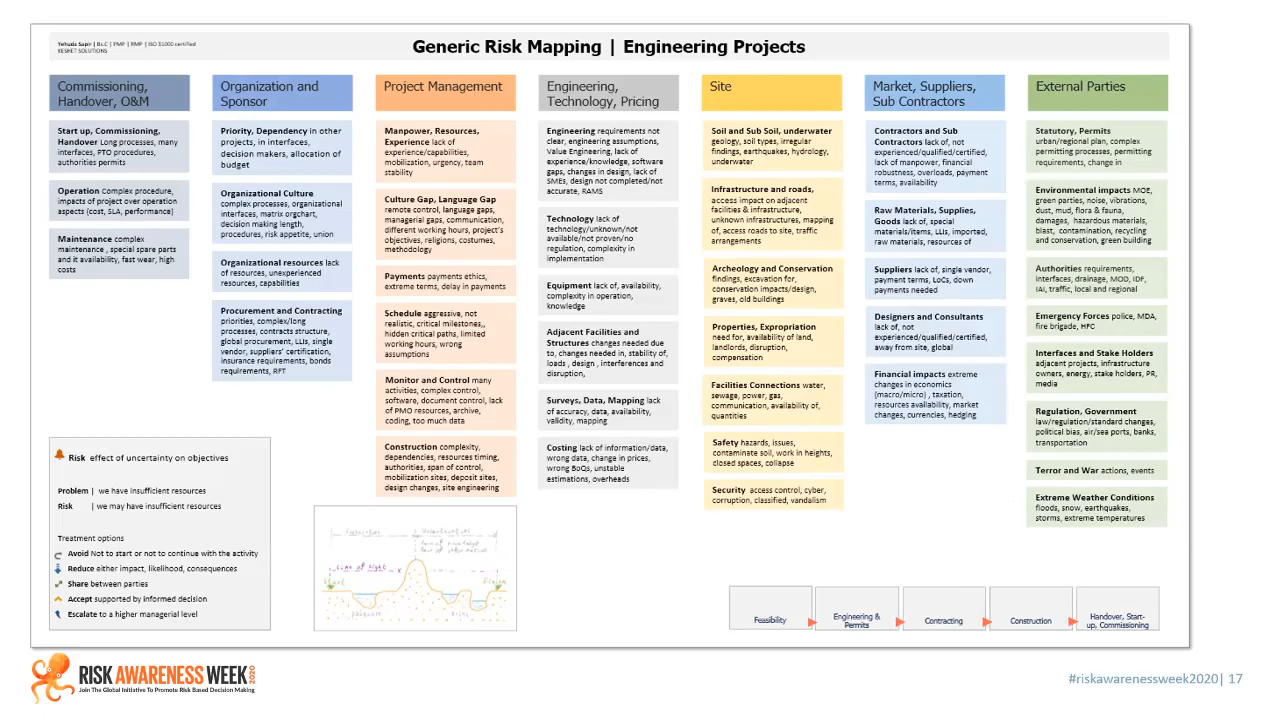 Yehuda Sapir | Bs.C | PMP | RMP | ISO 31000 certified
KESHET SOLUTIONS
Generic Risk Mapping | Engineering Projects
Commissioning,
Handover, O&M
Start up, Commissioning,
Handover Long processes, many
interfaces, PTO procedures,
authorities permits
Operation Complex procedure,
impacts of project over operation
aspects (cost, SLA, performance)
Maintenance complex
maintenance , special spare parts
and it availability, fast wear, high
costs
Organization and
Sponsor
Priority, Dependency in other
projects, in interfaces,
decision makers, allocation of
budget
Organizational Culture
complex processes, organizational
interfaces, matrix orgchart,
decision making length,
procedures, risk appetite, union
Organizational resources lack
of resources, unexperienced
resources, capabilities
Procurement and Contracting
priorities, complex/long
processes, contracts structure,
global procurement, LLIs, single
vendor, suppliers' certification,
insurance requirements, bonds
requirements, RFT
Project Management
Manpower, Resources,
Experience lack of
experience/capabilities,
mobilization, urgency, team
stability
Culture Gap, Language Gap
remote control, language gaps,
managerial gaps, communication,
different working hours, project's
objectives, religions, costumes,
methodology
Payments payments ethics,
extreme terms, delay in payments
Schedule aggressive, not
realistic, critical milestones,,
hidden critical paths, limited
working hours, wrong
assumptions
Monitor and Control many
activities, complex control,
software, document control, lack
of PMO resources, archive,
coding, too much data
Construction complexity,
dependencies, resources timing,
authorities, span of control,
mobilization sites, deposit sites,
design changes, site engineering
Engineering,
Technology, Pricing
Engineering requirements not
clear, engineering assumptions,
Value Engineering, lack of
experience/knowledge, software
gaps, changes in design, lack of
SMEs, design not completed/not
accurate, RAMS
Technology lack of
technology/unknown/not
available/not proven/no
regulation, complexity in
implementation
Equipment lack of, availability,
complexity in operation,
knowledge
Adjacent Facilities and
Structures changes needed due
to, changes needed in, stability of,
loads , design , interferences and
disruption,
Surveys, Data, Mapping lack
of accuracy, data, availability,
validity, mapping
Costing lack of information/data,
wrong data, change in prices,
wrong BoQs, unstable
estimations, overheads
Site
Soil and Sub Soil, underwater
geology, soil types, irregular
findings, earthquakes, hydrology,
underwater
Infrastructure and roads,
access impact on adjacent
facilities & infrastructure,
unknown infrastructures, mapping
of, access roads to site, traffic
arrangements
Archeology and Conservation
findings, excavation for,
conservation impacts/design,
graves, old buildings
Properties, Expropriation
need for, availability of land,
landlords, disruption,
compensation
Facilities Connections water,
sewage, power, gas,
communication, availability of,
quantities
Safety hazards, issues,
contaminate soil, work in heights,
closed spaces, collapse
Security access control, cyber,
corruption, classified, vandalism
Market, Suppliers,
Sub Contractors
Contractors and Sub
Contractors lack of, not
experienced/qualified/certified,
lack of manpower, financial
robustness, overloads, payment
terms, availability
Raw Materials, Supplies,
Goods lack of, special
materials/items, LLIs, imported,
raw materials, resources of
Suppliers lack of, single vendor,
payment terms, LoCs, down
payments needed
Designers and Consultants
lack of, not
experienced/qualified/certified,
away from site, global
Financial impacts extreme
changes in economics
(macro/micro) , taxation,
resources availability, market
changes, currencies, hedging
External Parties
Statutory, Permits
urban/regional plan, complex
permitting processes, permitting
requirements, change in
Environmental impacts MOE,
green parties, noise, vibrations,
dust, mud, flora & fauna,
damages, hazardous materials,
blast, contamination, recycling
and conservation, green building
Authorities requirements,
interfaces, drainage, MOD, IDF,
IAI, traffic, local and regional
Emergency Forces police, MDA,
fire brigade, HFC
Interfaces and Stake Holders
adjacent projects, infrastructure
owners, energy, stake holders, PR,
media
Regulation, Government
law/regulation/standard changes,
political bias, air/sea ports, banks,
transportation
Terror and War actions, events
Extreme Weather Conditions
floods, snow, earthquakes,
storms, extreme temperatures
Risk effect of uncertainty on objectives
Problem | we have insufficient resources
Risk | we may have insufficient resources
Treatment options
Avoid Not to start or not to continue with the activity
Reduce either impact, likelihood, consequences
Share between parties
Accept supported by informed decision
Escalate to a higher managerial level
Line of Sight x
Start
Finish
Feasibility
Engineering &
Permits
Contracting
Construction
Handover, Start-
up, Commissioning
RISK AWARENESS WEEK 2020
Join The Global Initiative To Promote Risk Based Decision Making
#riskawarenessweek2020| 17